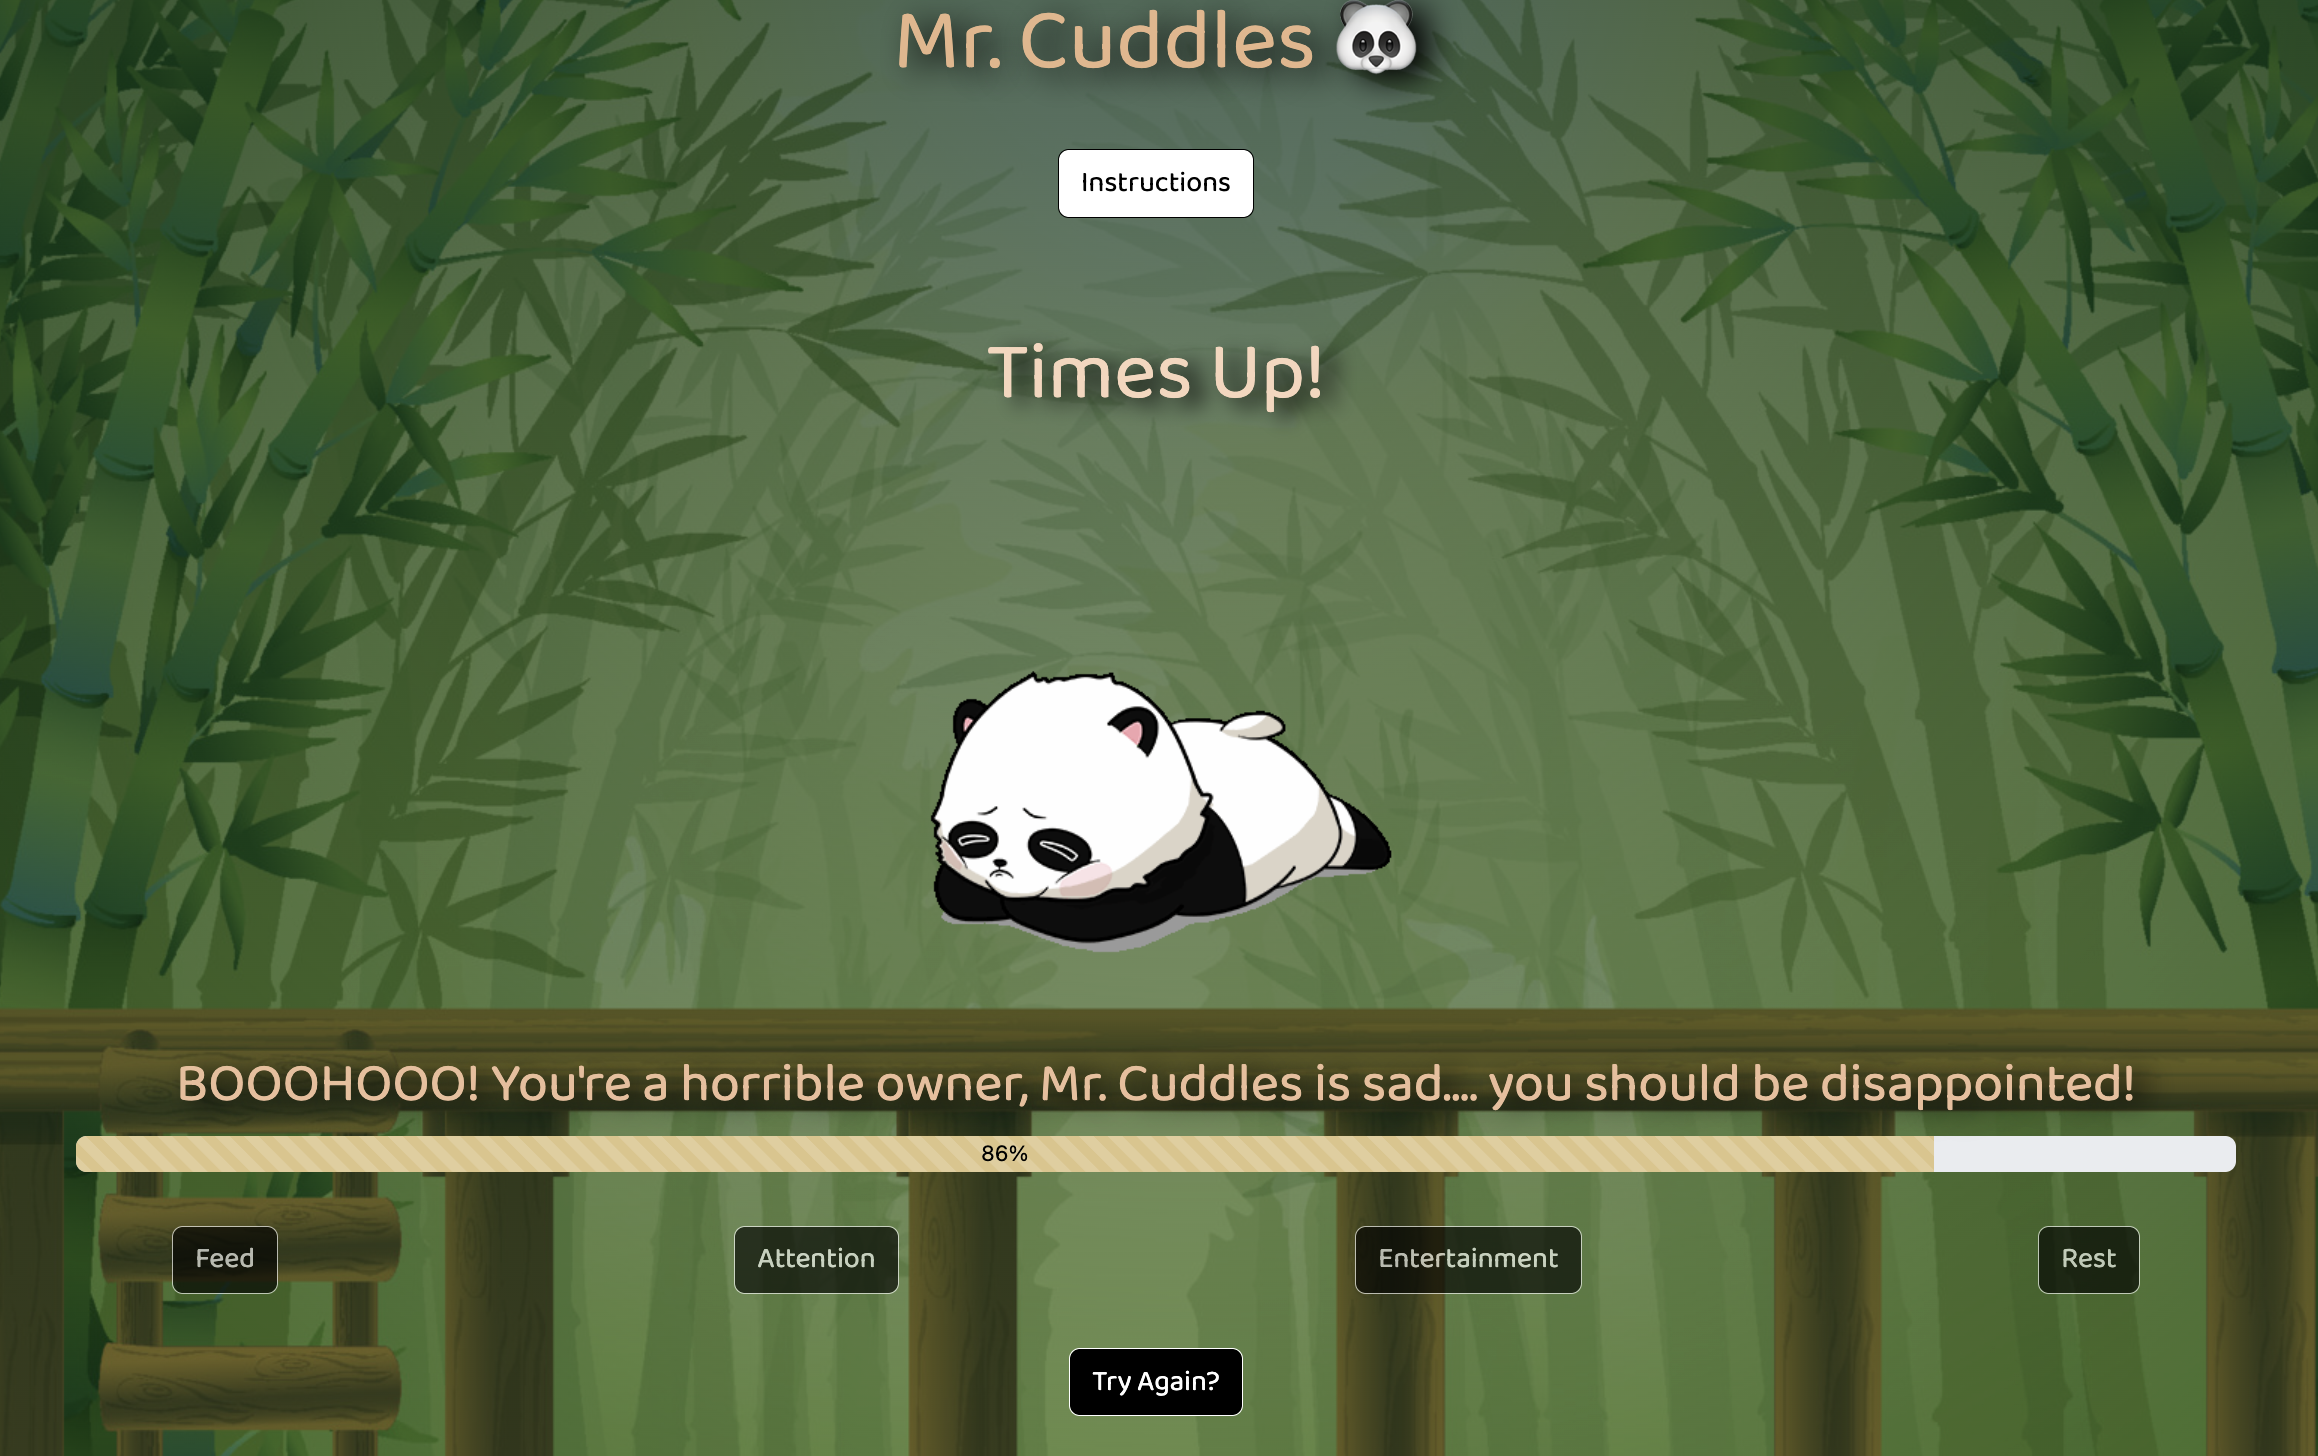 Mr. Cuddles 🐼
Instructions
Times Up!
BOOOHOOO! You're a horrible owner, Mr. Cuddles is sad.... you should be disappointed!
86%
Feed
Attention
Entertainment
Rest
Try Again?